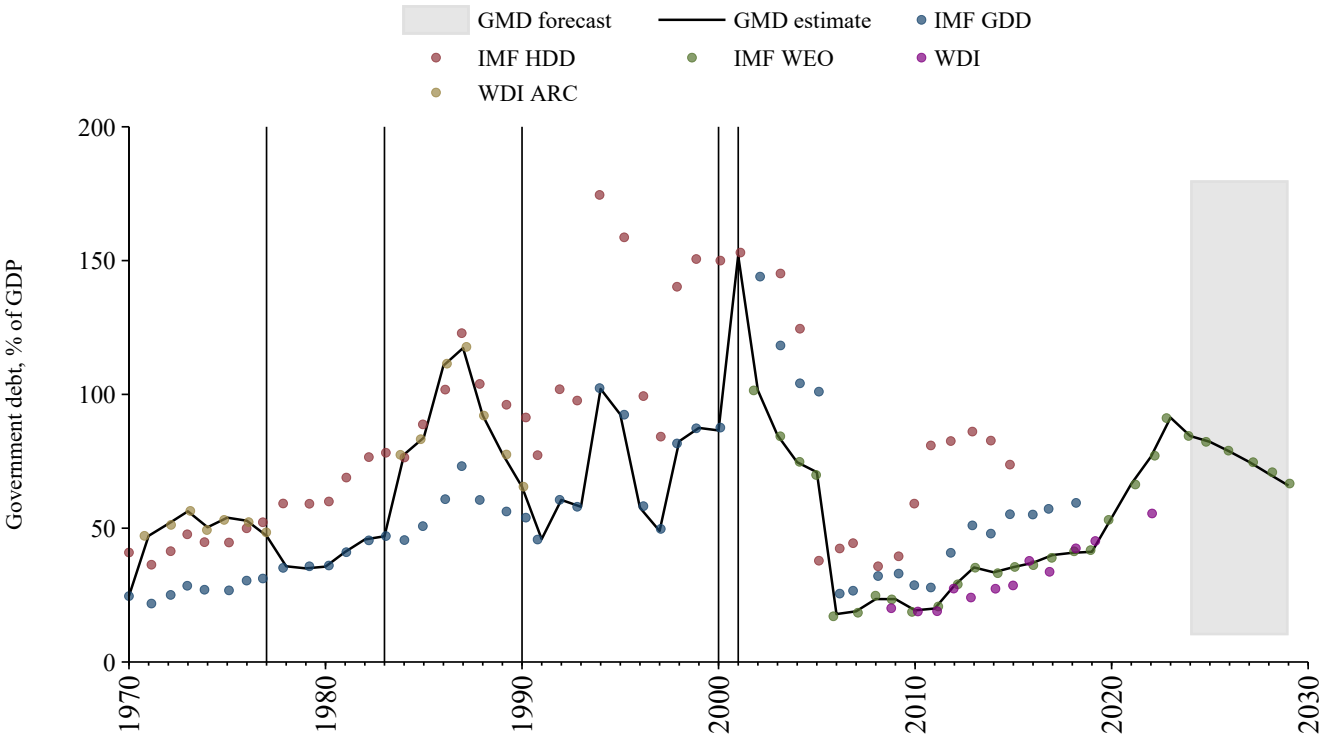 GMD forecast GMD estimate IMF GDD
IMF HDD IMF WEO WDI
WDI ARC
Government debt, % of GDP
200
150
100
50
0
1970 1980 1990 2000 2010 2020 2030